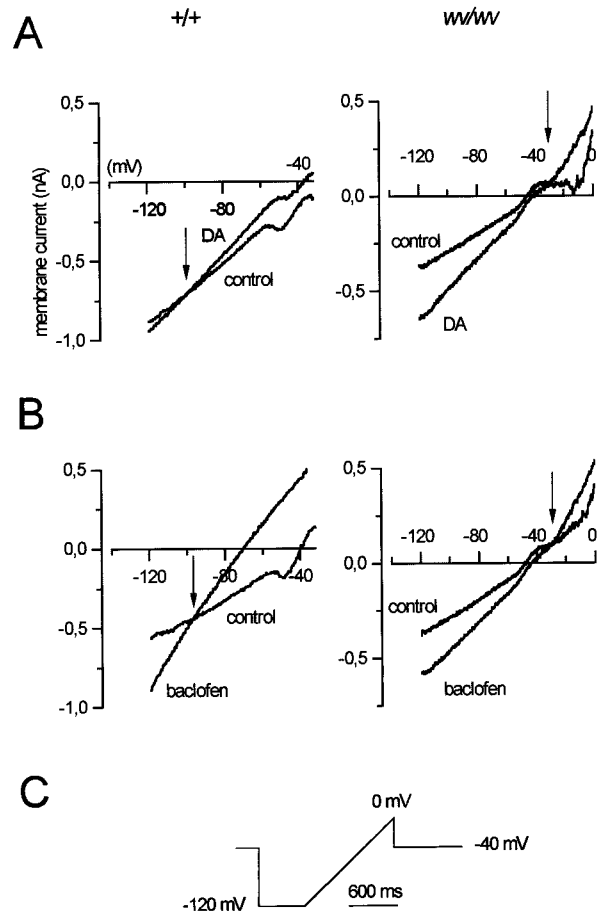 A
+/+
wv/wv
membrane current (nA)
0,5
0,0
-0,5
-1,0
(mV)
-120
-80
-40
DA
control
0,5
0,0
-0,5
-120
-80
-40
0
control
DA
B
0,5
0,0
-0,5
-1,0
-120
-80
-40
control
baclofen
0,5
0,0
-0,5
-120
-80
-40
0
control
baclofen
C
0 mV
-40 mV
-120 mV
600 ms